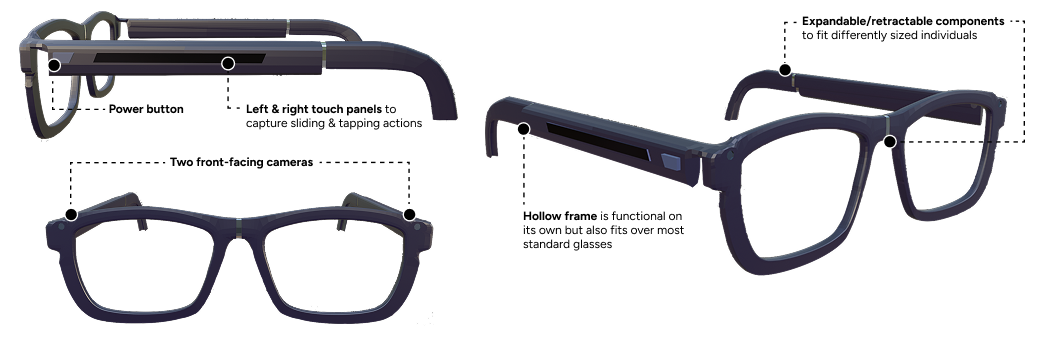 Power button
Left & right touch panels to
capture sliding & tapping actions
Two front-facing cameras
Expandable/retractable components
to fit differently sized individuals
Hollow frame is functional on
its own but also fits over most
standard glasses